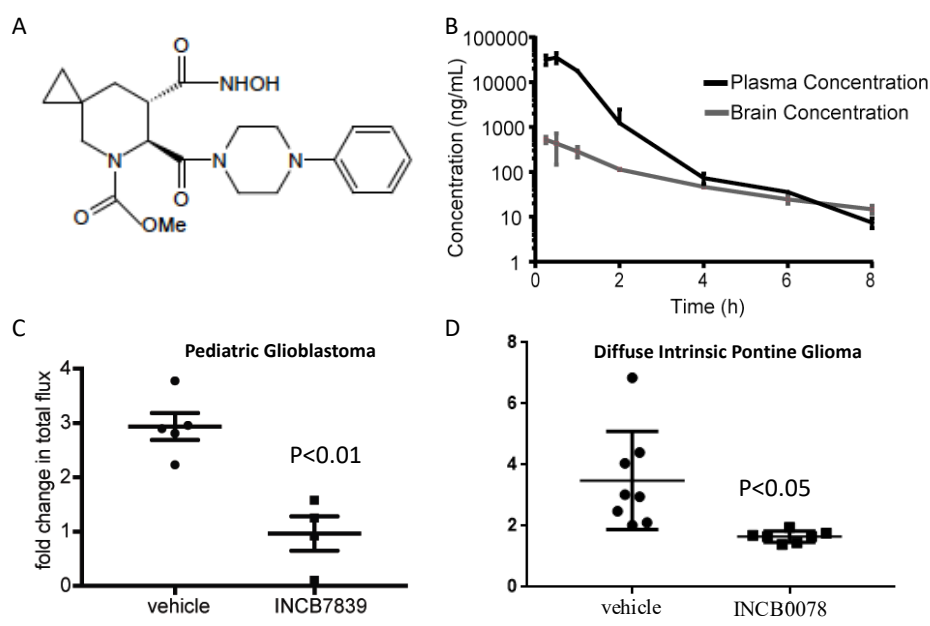 A
O
NHOH
N
N
N
O
O
OMe
B
100000
10000
1000
100
10
1
Concentration (ng/mL)
Plasma Concentration
Brain Concentration
0
2
4
6
8
Time (h)
C
Pediatric Glioblastoma
4
3
2
1
0
fold change in total flux
P<0.01
vehicle
INCB7839
D
Diffuse Intrinsic Pontine Glioma
8
6
4
2
0
P<0.05
vehicle
INCB0078